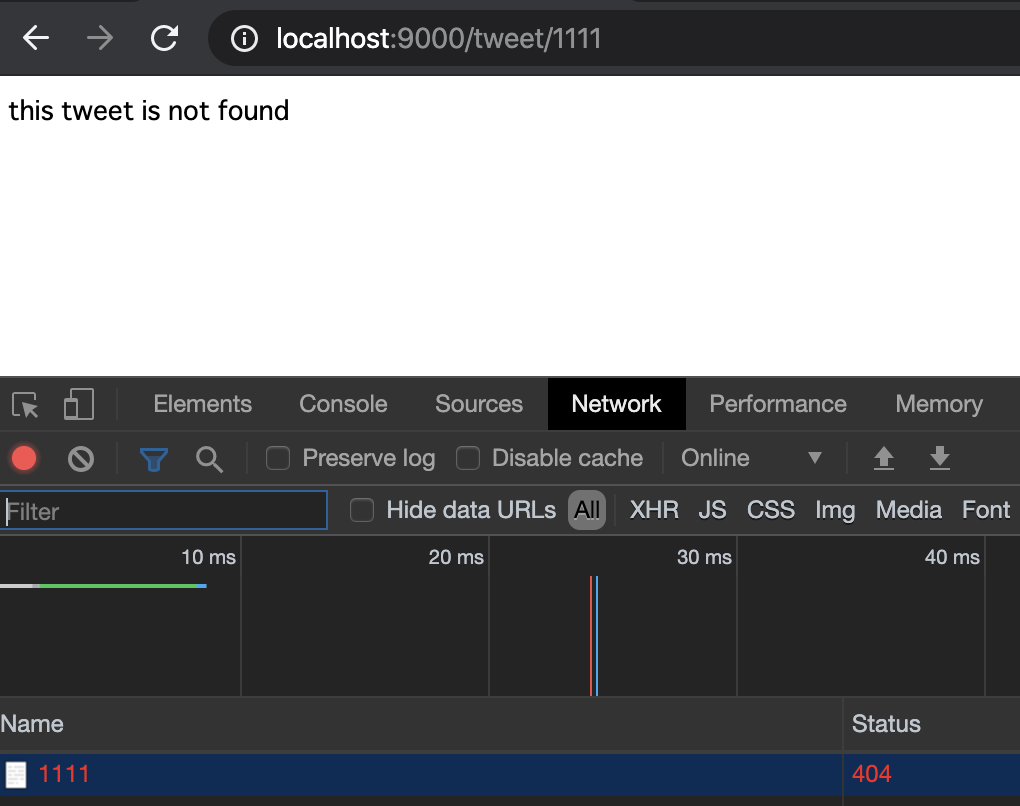 localhost:9000/tweet/1111
this tweet is not found
Elements Console Sources Network Performance Memory
Preserve log Disable cache Online
Filter Hide data URLs All XHR JS CSS Img Media Font
10 ms 20 ms 30 ms 40 ms
Name Status
1111 404